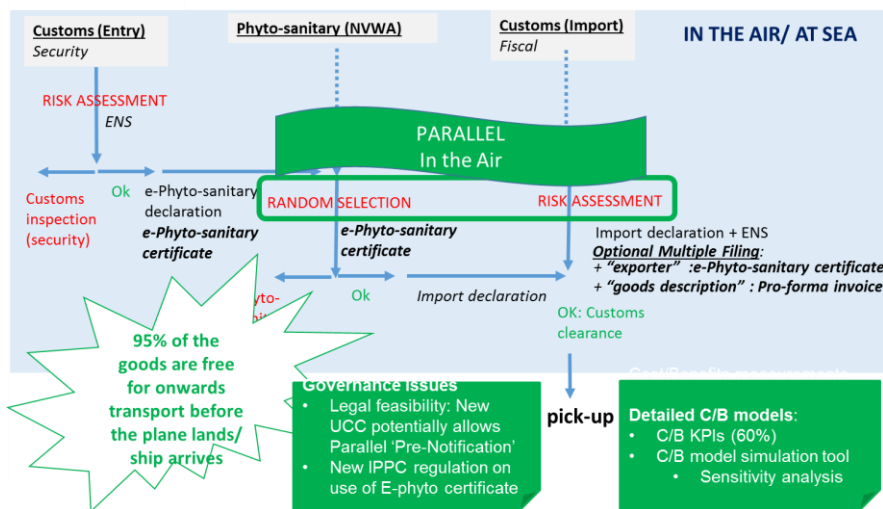 Customs (Entry)
Security
Phyto-sanitary (NVWA)
Customs (Import)
Fiscal
IN THE AIR/ AT SEA
RISK ASSESSMENT
ENS
PARALLEL
In the Air
Customs
inspection
(security)
Ok
e-Phyto-sanitary
declaration
e-Phyto-sanitary
certificate
RANDOM SELECTION
RISK ASSESSMENT
e-Phyto-sanitary
certificate
Import declaration + ENS
Optional Multiple Filing:
+ “exporter” :e-Phyto-sanitary certificate
+ “goods description” : Pro-forma invoice
Ok
Import declaration
OK: Customs
clearance
95% of the
goods are free
for onwards
transport before
the plane lands/
ship arrives
Governance issues
• Legal feasibility: New
UCC potentially allows
Parallel ‘Pre-Notification’
• New IPPC regulation on
use of E-phyto certificate
pick-up
Cost/Benefits measurements
Detailed C/B models:
• C/B KPIs (60%)
• C/B model simulation tool
• Sensitivity analysis